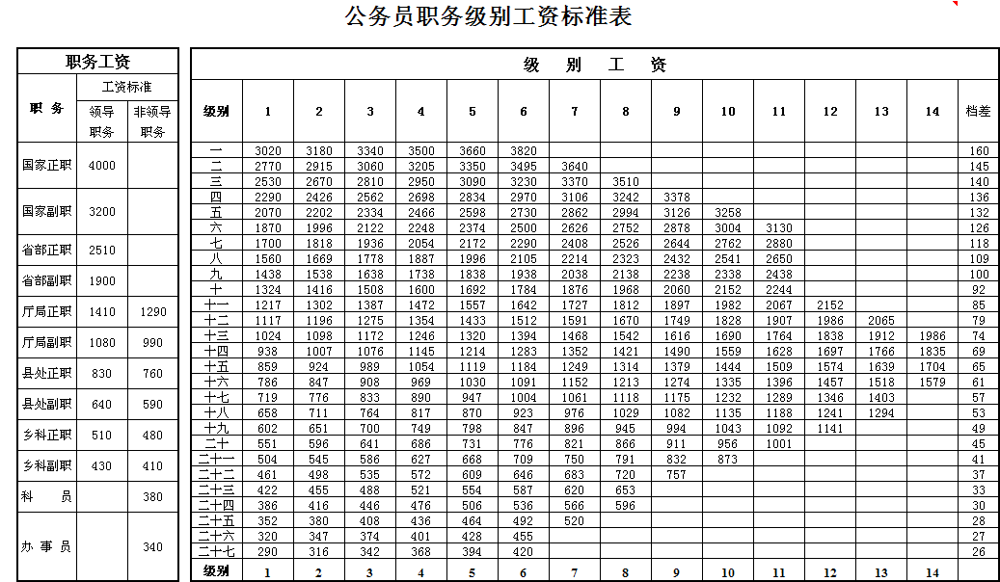 公务员职务级别工资标准表
职务工资
职 务 工资标准
领导职务 非领导职务
国家正职 4000
国家副职 3200
省部正职 2510
省部副职 1900
厅局正职 1410 1290
厅局副职 1080 990
县处正职 830 760
县处副职 640 590
乡科正职 510 480
乡科副职 430 410
科 员 380
办 事 员 340
级 别 工 资
级别 1 2 3 4 5 6 7 8 9 10 11 12 13 14 档差
一 3020 3180 3340 3500 3660 3820 160
二 2770 2915 3060 3205 3350 3495 3640 145
三 2530 2670 2810 2950 3090 3230 3370 3510 140
四 2290 2426 2562 2698 2834 2970 3106 3242 3378 136
五 2070 2202 2334 2466 2598 2730 2862 2994 3126 3258 132
六 1870 1996 2122 2248 2374 2500 2626 2752 2878 3004 3130 126
七 1700 1818 1936 2054 2172 2290 2408 2526 2644 2762 2880 118
八 1560 1669 1778 1887 1996 2105 2214 2323 2432 2541 2650 109
九 1438 1538 1638 1738 1838 1938 2038 2138 2238 2338 2438 100
十 1324 1416 1508 1600 1692 1784 1876 1968 2060 2152 2244 92
十一 1217 1302 1387 1472 1557 1642 1727 1812 1897 1982 2067 2152 85
十二 1117 1196 1275 1354 1433 1512 1591 1670 1749 1828 1907 1986 2065 79
十三 1024 1098 1172 1246 1320 1394 1468 1542 1616 1690 1764 1838 1912 1986 74
十四 938 1007 1076 1145 1214 1283 1352 1421 1490 1559 1628 1697 1766 1835 69
十五 859 924 989 1054 1119 1184 1249 1314 1379 1444 1509 1574 1639 1704 65
十六 786 847 908 969 1030 1091 1152 1213 1274 1335 1396 1457 1518 1579 61
十七 719 776 833 890 947 1004 1061 1118 1175 1232 1289 1346 1403 57
十八 658 711 764 817 870 923 976 1029 1082 1135 1188 1241 1294 53
十九 602 651 700 749 798 847 896 945 994 1043 1092 1141 49
二十 551 596 641 686 731 776 821 866 911 956 1001 45
二十一 504 545 586 627 668 709 750 791 832 873 41
二十二 461 498 535 572 609 646 683 720 757 37
二十三 422 455 488 521 554 587 620 653 33
二十四 386 416 446 476 506 536 566 596 30
二十五 352 380 408 436 464 492 520 28
二十六 320 347 374 401 428 455 27
二十七 290 316 342 368 394 420 26
级别 1 2 3 4 5 6 7 8 9 10 11 12 13 14